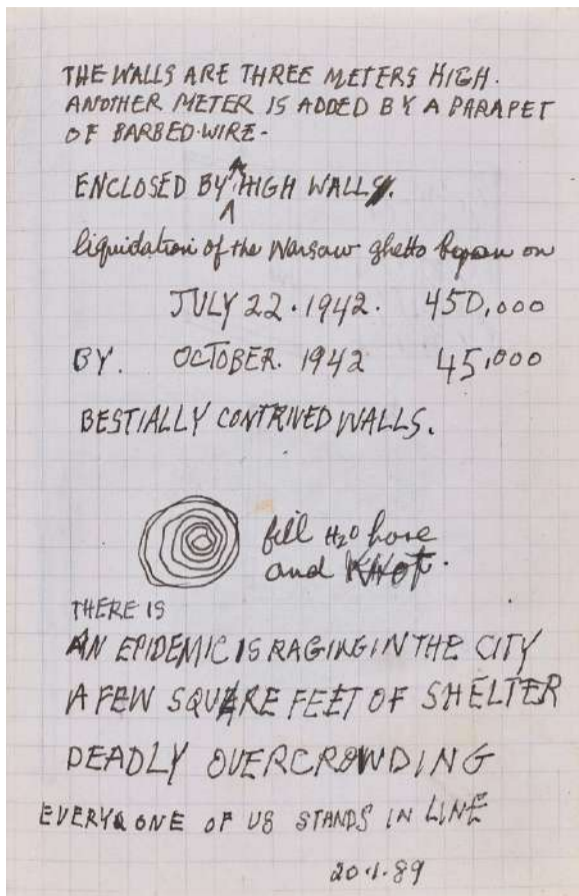 THE WALLS ARE THREE METERS HIGH.
ANOTHER METER IS ADDED BY A PARAPET
OF BARBED·WIRE-
ENCLOSED BY HIGH WALLS.
liquidation of the Warsaw ghetto began on
JULY 22·1942. 450,000
BY. OCTOBER. 1942 45,000
BESTIALLY CONTRIVED WALLS.
fill H2O hose
and KNOT.
THERE IS
AN EPIDEMIC IS RAGING IN THE CITY
A FEW SQUARE FEET OF SHELTER
DEADLY OVERCROWDING
EVERY ONE OF US STANDS IN LINE
20·1·89